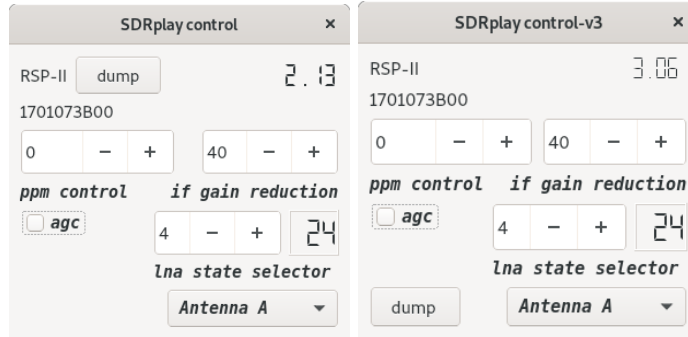 SDRplay control ×
RSP-II dump 2.13
1701073B00
0 − + 40 − +
ppm control if gain reduction
agc 4 − + 24
lna state selector
Antenna A
SDRplay control-v3 ×
RSP-II 3.06
1701073B00
0 − + 40 − +
ppm control if gain reduction
agc 4 − + 24
lna state selector
dump Antenna A